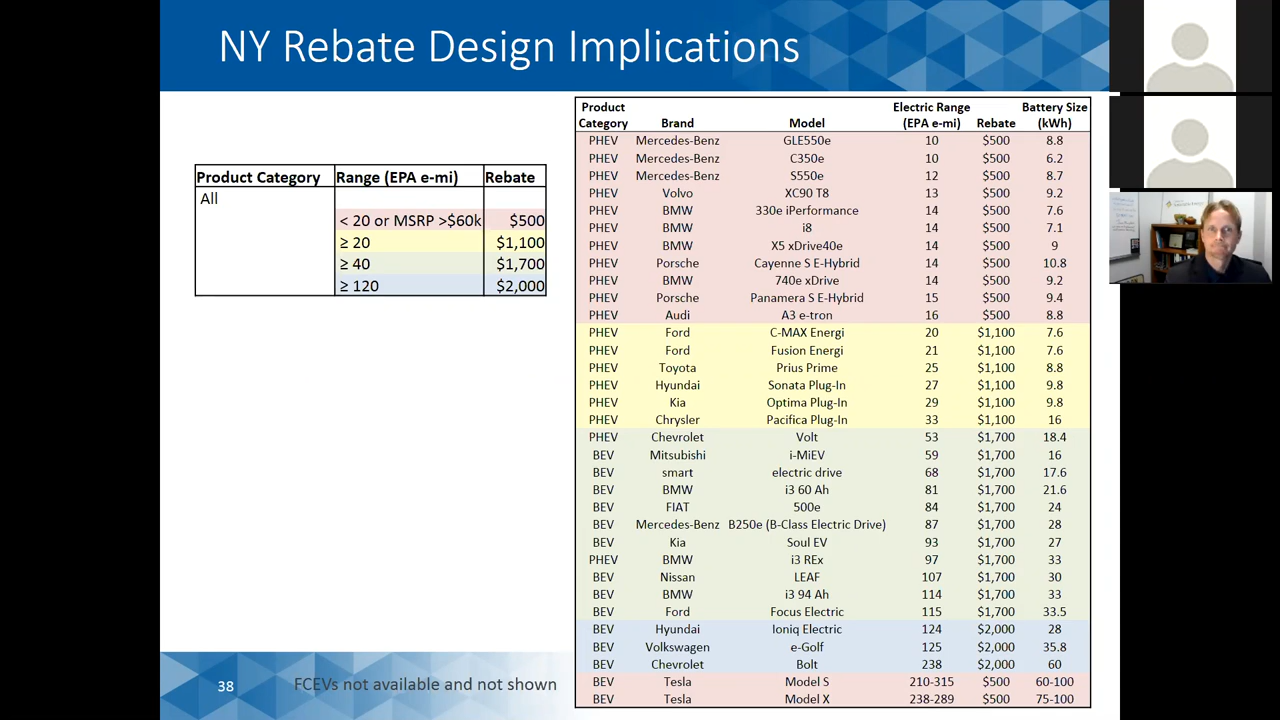 NY Rebate Design Implications
Product Category Range (EPA e-mi) Rebate
All
< 20 or MSRP >$60k $500
≥ 20 $1,100
≥ 40 $1,700
≥ 120 $2,000
Product Electric Range Battery Size
Category Brand Model (EPA e-mi) Rebate (kWh)
PHEV Mercedes-Benz GLE550e 10 $500 8.8
PHEV Mercedes-Benz C350e 10 $500 6.2
PHEV Mercedes-Benz S550e 12 $500 8.7
PHEV Volvo XC90 T8 13 $500 9.2
PHEV BMW 330e iPerformance 14 $500 7.6
PHEV BMW i8 14 $500 7.1
PHEV BMW X5 xDrive40e 14 $500 9
PHEV Porsche Cayenne S E-Hybrid 14 $500 10.8
PHEV BMW 740e xDrive 14 $500 9.2
PHEV Porsche Panamera S E-Hybrid 15 $500 9.4
PHEV Audi A3 e-tron 16 $500 8.8
PHEV Ford C-MAX Energi 20 $1,100 7.6
PHEV Ford Fusion Energi 21 $1,100 7.6
PHEV Toyota Prius Prime 25 $1,100 8.8
PHEV Hyundai Sonata Plug-In 27 $1,100 9.8
PHEV Kia Optima Plug-In 29 $1,100 9.8
PHEV Chrysler Pacifica Plug-In 33 $1,100 16
PHEV Chevrolet Volt 53 $1,700 18.4
BEV Mitsubishi i-MiEV 59 $1,700 16
BEV smart electric drive 68 $1,700 17.6
BEV BMW i3 60 Ah 81 $1,700 21.6
BEV FIAT 500e 84 $1,700 24
BEV Mercedes-Benz B250e (B-Class Electric Drive) 87 $1,700 28
BEV Kia Soul EV 93 $1,700 27
PHEV BMW i3 REx 97 $1,700 33
BEV Nissan LEAF 107 $1,700 30
BEV BMW i3 94 Ah 114 $1,700 33
BEV Ford Focus Electric 115 $1,700 33.5
BEV Hyundai Ioniq Electric 124 $2,000 28
BEV Volkswagen e-Golf 125 $2,000 35.8
BEV Chevrolet Bolt 238 $2,000 60
BEV Tesla Model S 210-315 $500 60-100
BEV Tesla Model X 238-289 $500 75-100
38 FCEVs not available and not shown